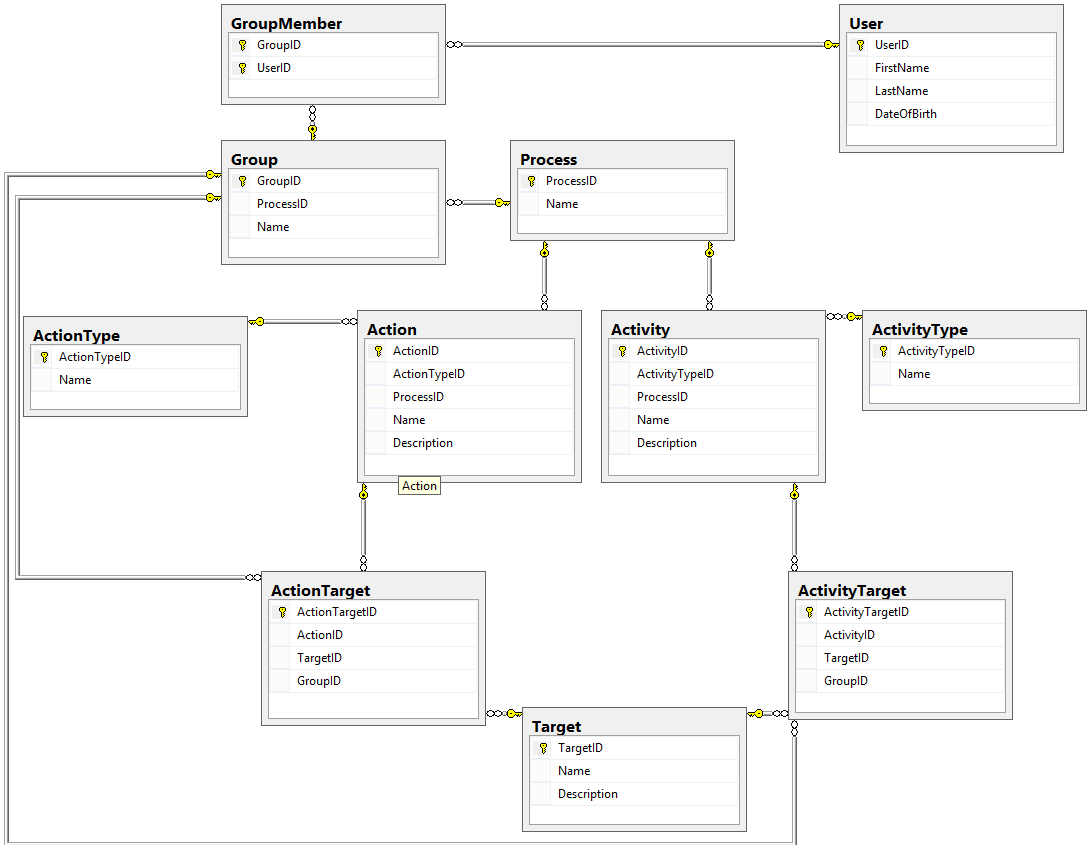 GroupMember
GroupID
UserID
User
UserID
FirstName
LastName
DateOfBirth
Group
GroupID
ProcessID
Name
Process
ProcessID
Name
ActionType
ActionTypeID
Name
Action
ActionID
ActionTypeID
ProcessID
Name
Description
Action
Activity
ActivityID
ActivityTypeID
ProcessID
Name
Description
ActivityType
ActivityTypeID
Name
ActionTarget
ActionTargetID
ActionID
TargetID
GroupID
ActivityTarget
ActivityTargetID
ActivityID
TargetID
GroupID
Target
TargetID
Name
Description